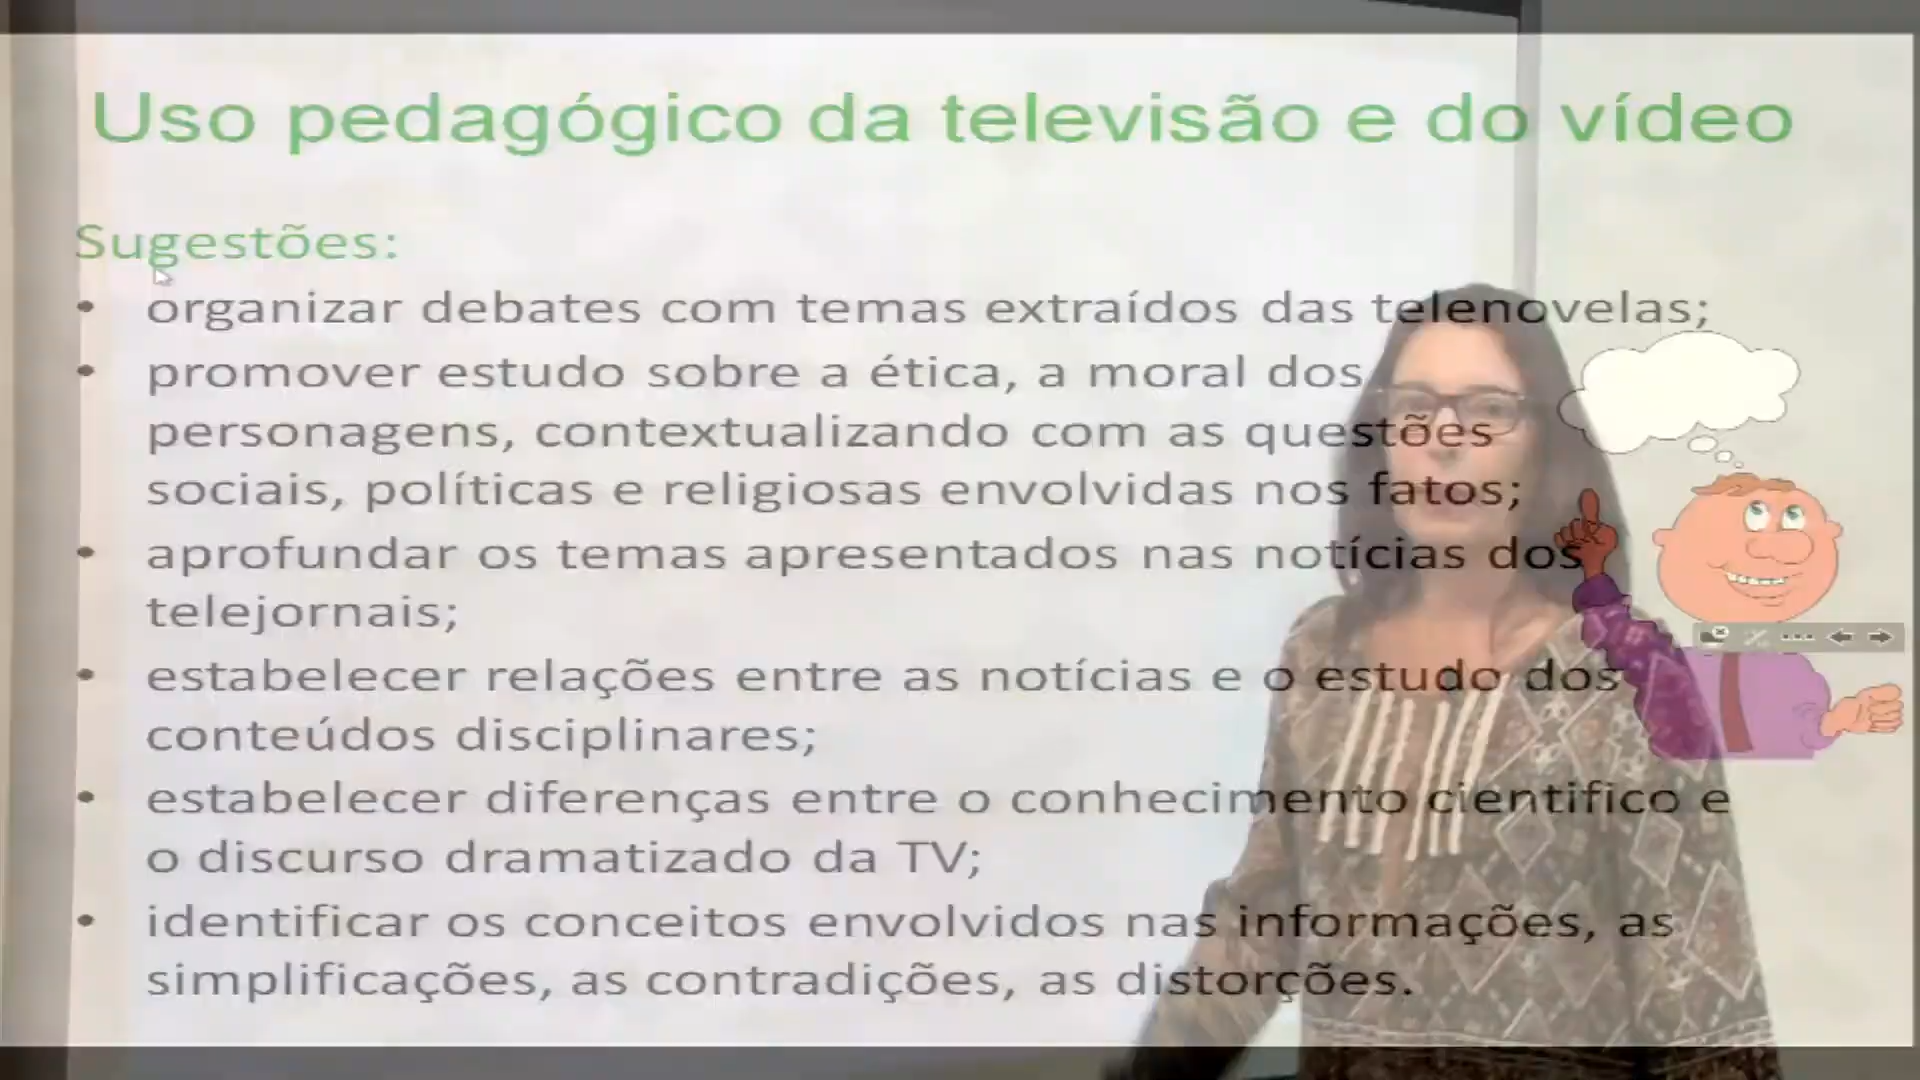 Uso pedagógico da televisão e do vídeo
Sugestões:
• organizar debates com temas extraídos das telenovelas;
• promover estudo sobre a ética, a moral dos
personagens, contextualizando com as questões
sociais, políticas e religiosas envolvidas nos fatos;
• aprofundar os temas apresentados nas notícias dos
telejornais;
• estabelecer relações entre as notícias e o estudo dos
conteúdos disciplinares;
• estabelecer diferenças entre o conhecimento cientifico e
o discurso dramatizado da TV;
• identificar os conceitos envolvidos nas informações, as
simplificações, as contradições, as distorções.